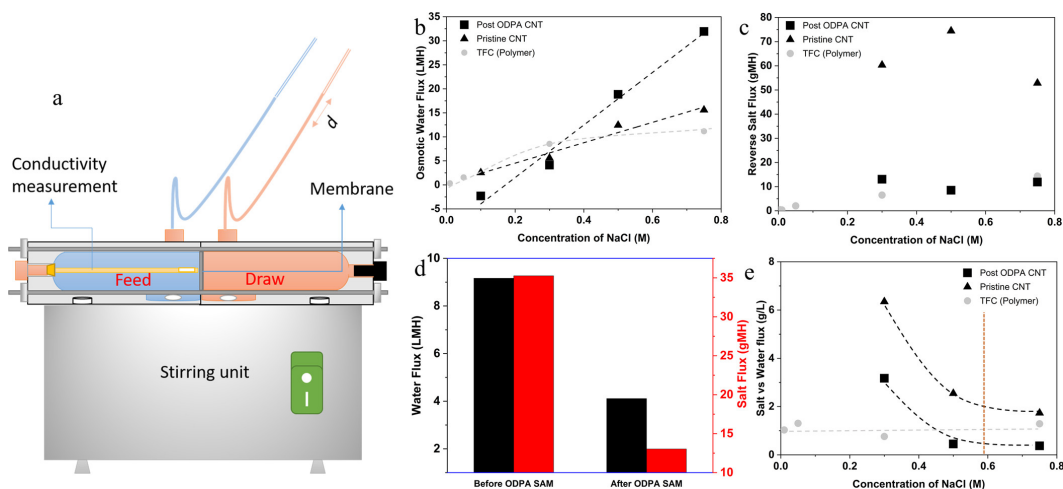 a
d
Conductivity
measurement
Membrane
Feed
Draw
Stirring unit
b
Post ODPA CNT
Pristine CNT
TFC (Polymer)
Osmotic Water Flux (LMH)
35
30
25
20
15
10
5
0
-5
0.0 0.2 0.4 0.6 0.8
Concentration of NaCl (M)
c
Post ODPA CNT
Pristine CNT
TFC (Polymer)
Reverse Salt Flux (gMH)
80
70
60
50
40
30
20
10
0
0.0 0.2 0.4 0.6 0.8
Concentration of NaCl (M)
d
Water Flux (LMH)
10
8
6
4
2
Salt Flux (gMH)
35
30
25
20
15
10
Before ODPA SAM After ODPA SAM
e
Post ODPA CNT
Pristine CNT
TFC (Polymer)
Salt vs Water flux (g/L)
8
6
4
2
0
0.0 0.2 0.4 0.6 0.8
Concentration of NaCl (M)